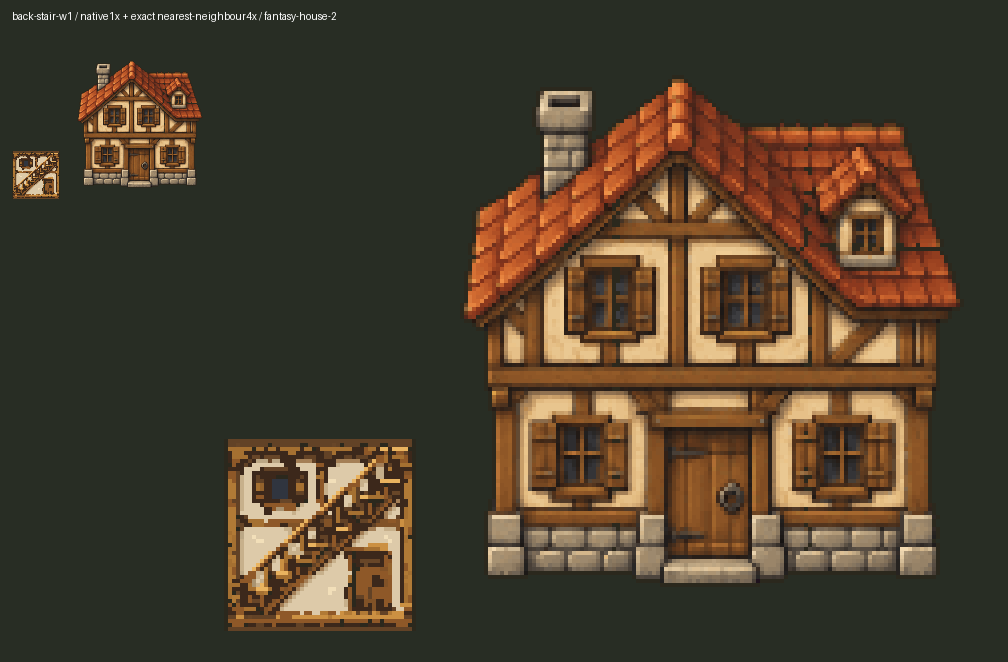 back-stair-w1 / native1x + exact nearest-neighbour4x / fantasy-house-2